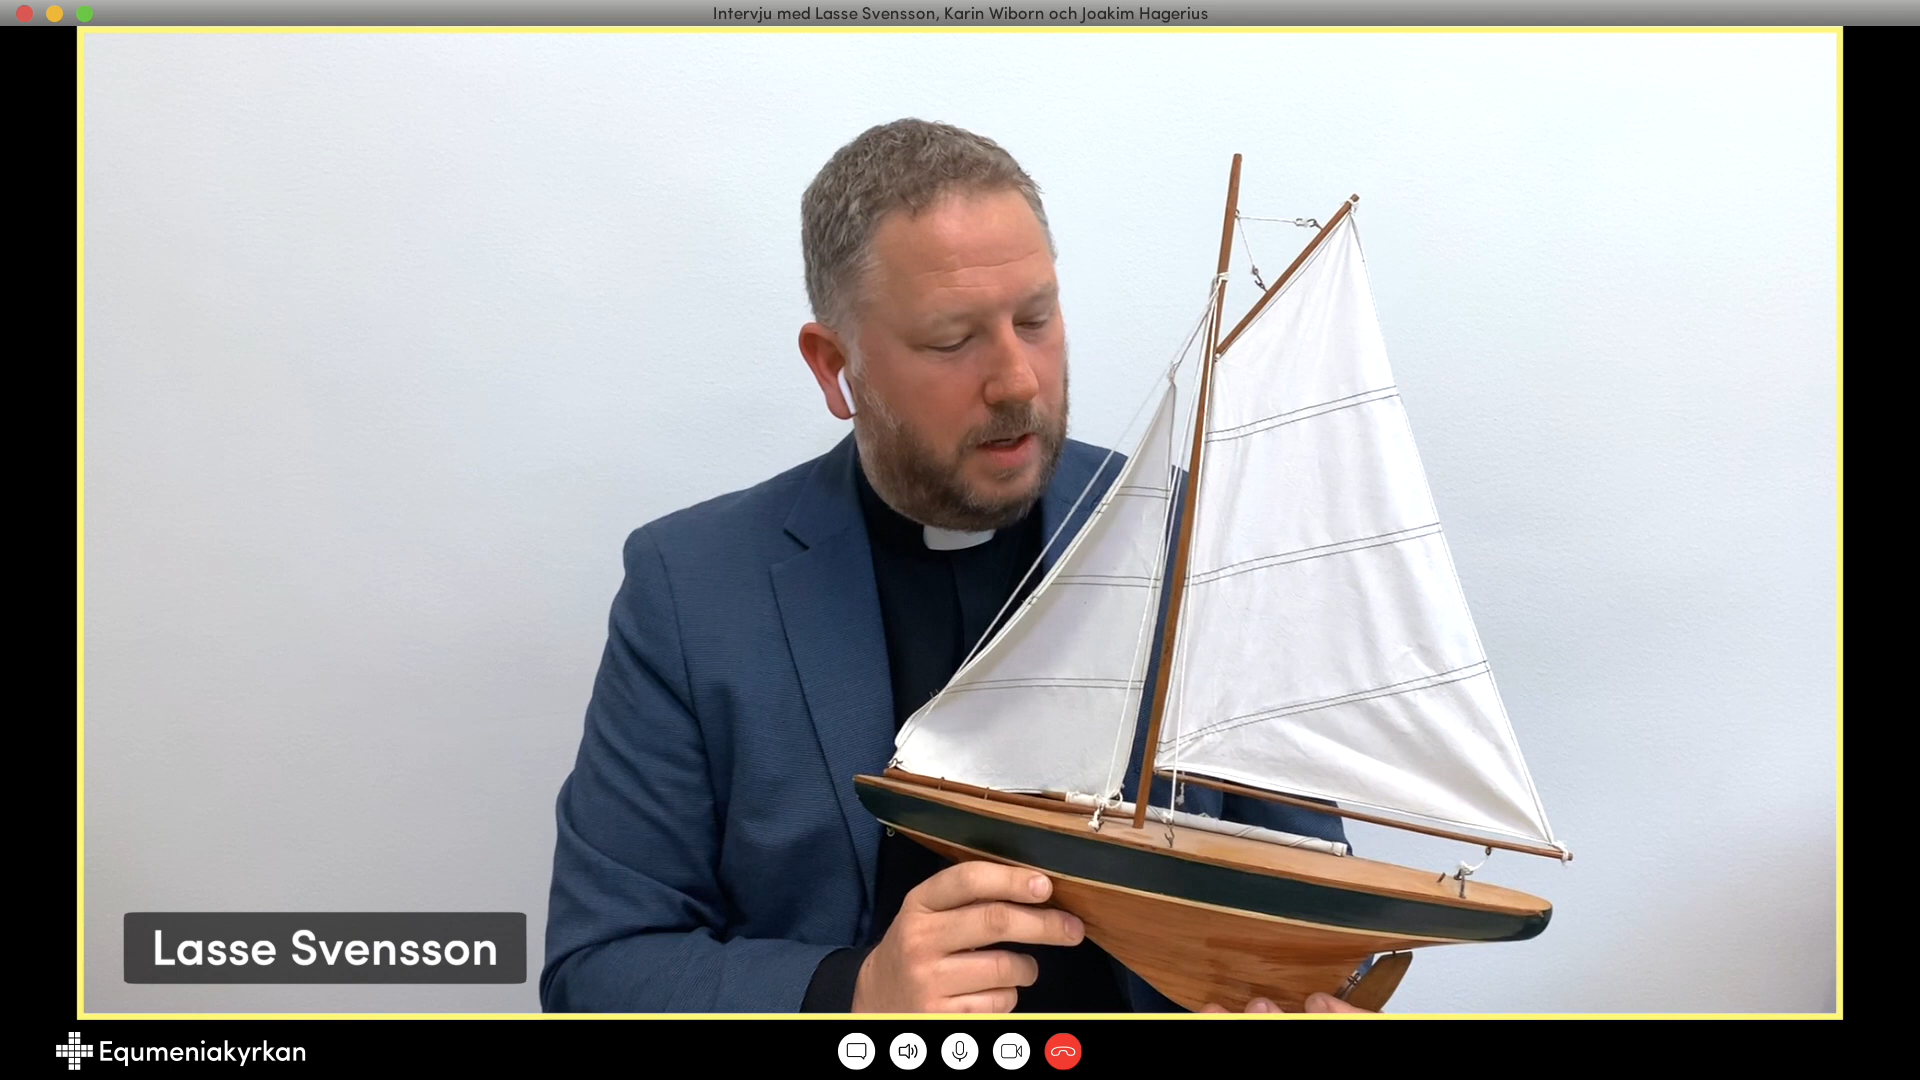 Intervju med Lasse Svensson, Karin Wiborn och Joakim Hagerius
Lasse Svensson
Equmeniakyrkan